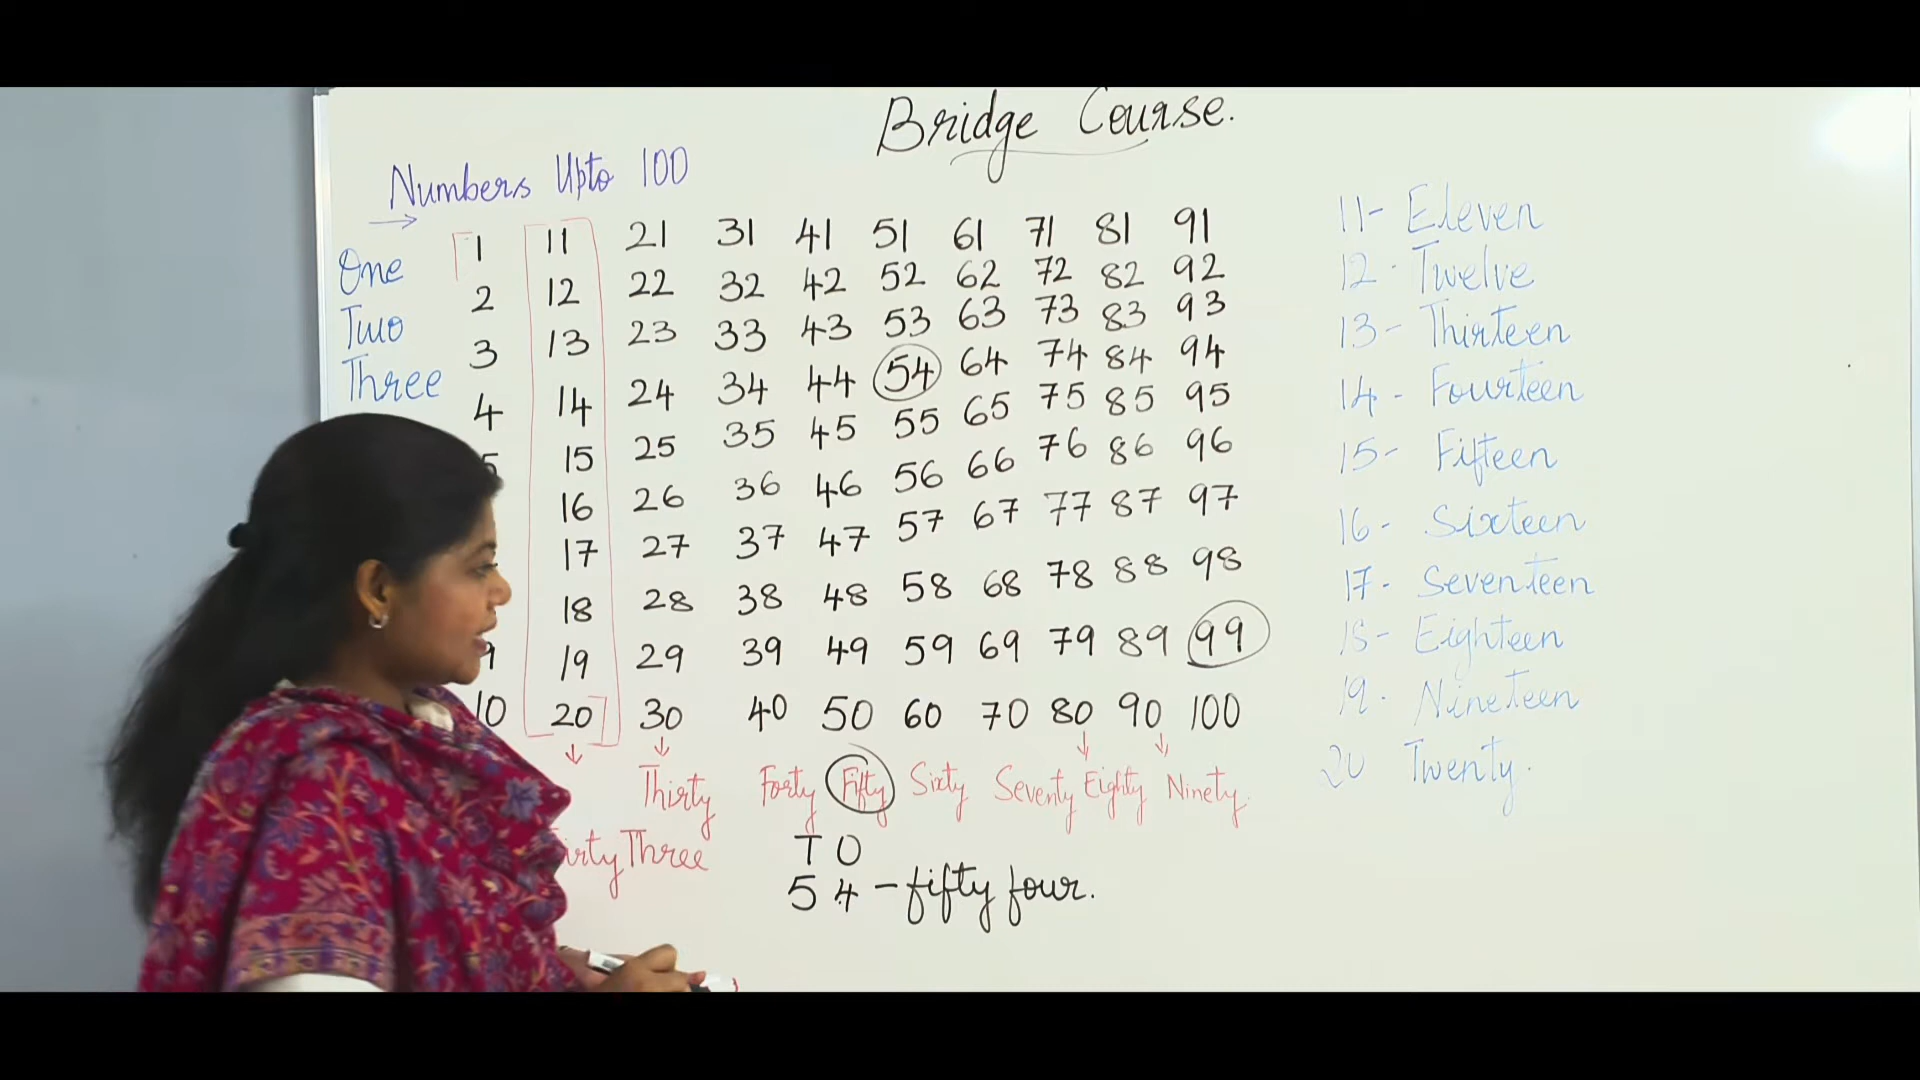 Bridge Course.
Numbers Upto 100
One
Two
Three
1 11 21 31 41 51 61 71 81 91
2 12 22 32 42 52 62 72 82 92
3 13 23 33 43 53 63 73 83 93
4 14 24 34 44 54 64 74 84 94
5 15 25 35 45 55 65 75 85 95
16 26 36 46 56 66 76 86 96
17 27 37 47 57 67 77 87 97
18 28 38 48 58 68 78 88 98
9 19 29 39 49 59 69 79 89 99
10 20 30 40 50 60 70 80 90 100
Thirty Forty Fifty Sixty Seventy Eighty Ninety.
Three
T O
5 4 - fifty four.
11- Eleven
12 - Twelve
13- Thirteen
14 - Fourteen
15- Fifteen
16- Sixteen
17- Seventeen
18- Eighteen
19- Nineteen
20 Twenty.